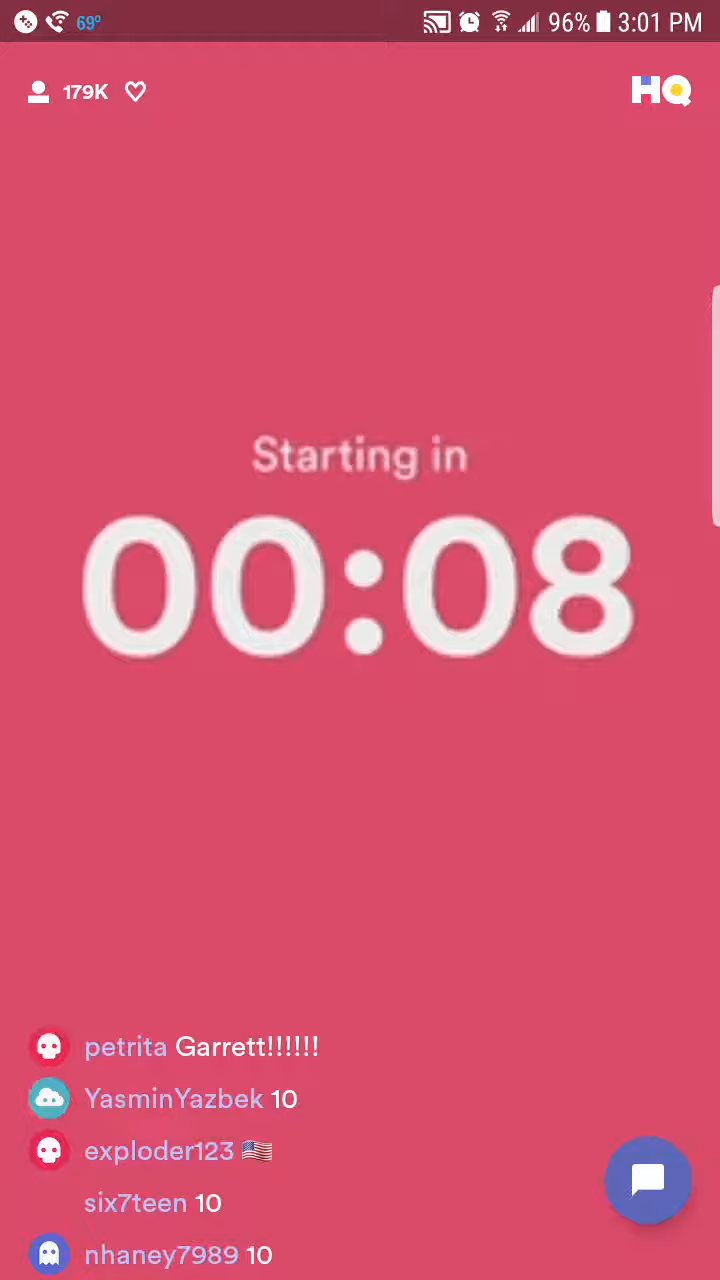 69° 96% 3:01 PM
179K HQ
Starting in
00:08
petrita Garrett!!!!!!
YasminYazbek 10
exploder123 🇺🇸
six7teen 10
nhaney7989 10